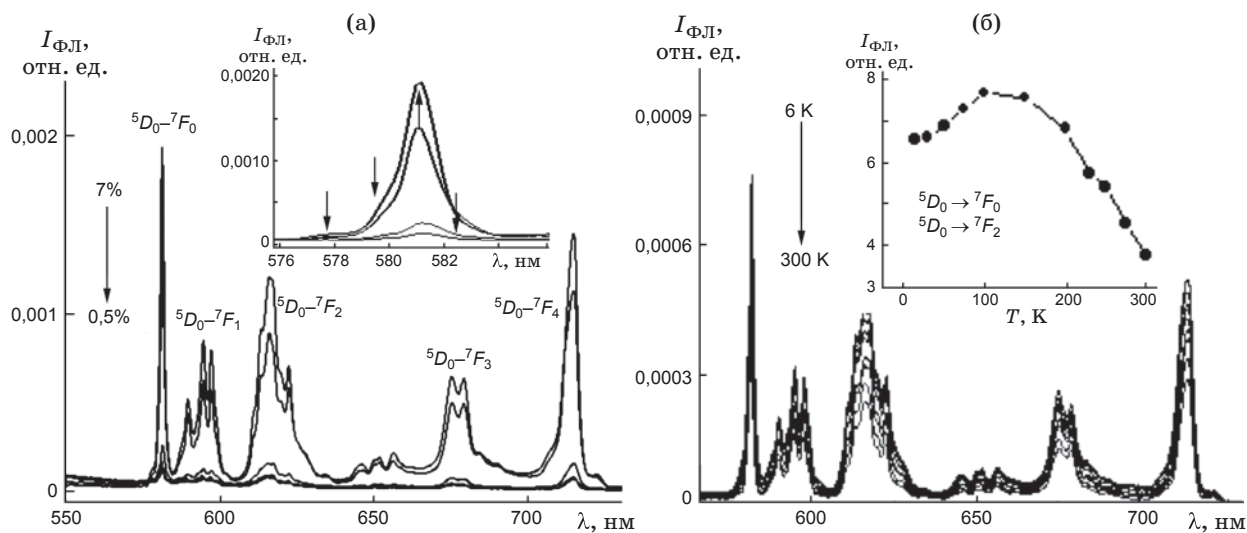 (а)
I_ФЛ,
отн. ед.
0,002
0,001
0
7%
0,5%
⁵D₀–⁷F₀
⁵D₀–⁷F₁
⁵D₀–⁷F₂
⁵D₀–⁷F₃
⁵D₀–⁷F₄
550
600
650
700
λ, нм
I_ФЛ,
отн. ед.
0,0020
0,0010
0
576
578
580
582
λ, нм
(б)
I_ФЛ,
отн. ед.
0,0009
0,0006
0,0003
0
6 K
300 K
600
650
700
λ, нм
I_ФЛ,
отн. ед.
8
6
4
3
⁵D₀ → ⁷F₀
⁵D₀ → ⁷F₂
0
100
200
300
T, K